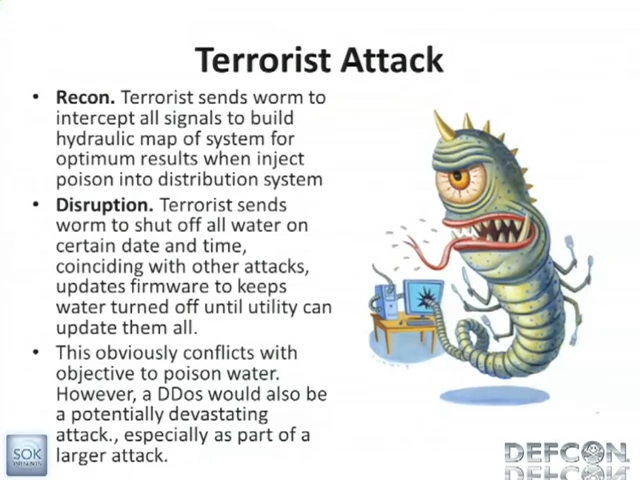 Terrorist Attack
• Recon. Terrorist sends worm to
intercept all signals to build
hydraulic map of system for
optimum results when inject
poison into distribution system
• Disruption. Terrorist sends
worm to shut off all water on
certain date and time,
coinciding with other attacks,
updates firmware to keeps
water turned off until utility can
update them all.
• This obviously conflicts with
objective to poison water.
However, a DDos would also be
a potentially devastating
attack., especially as part of a
larger attack.
SOK
DEFCON.